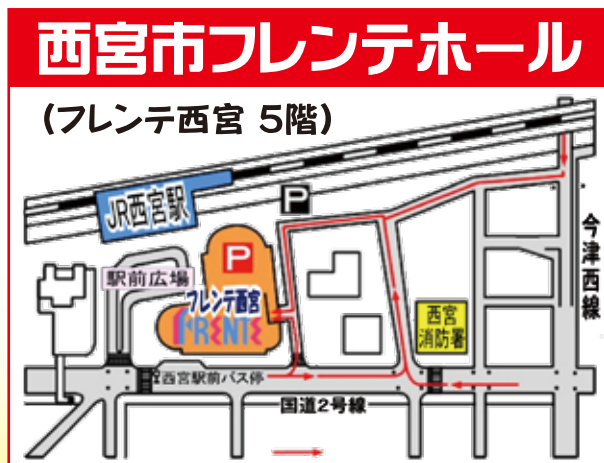 西宮市フレンテホール
(フレンテ西宮 5階)
P
JR西宮駅
P
駅前広場
フレンテ西宮
FRENTE
西宮
消防署
今津西線
西宮駅前バス停
国道2号線